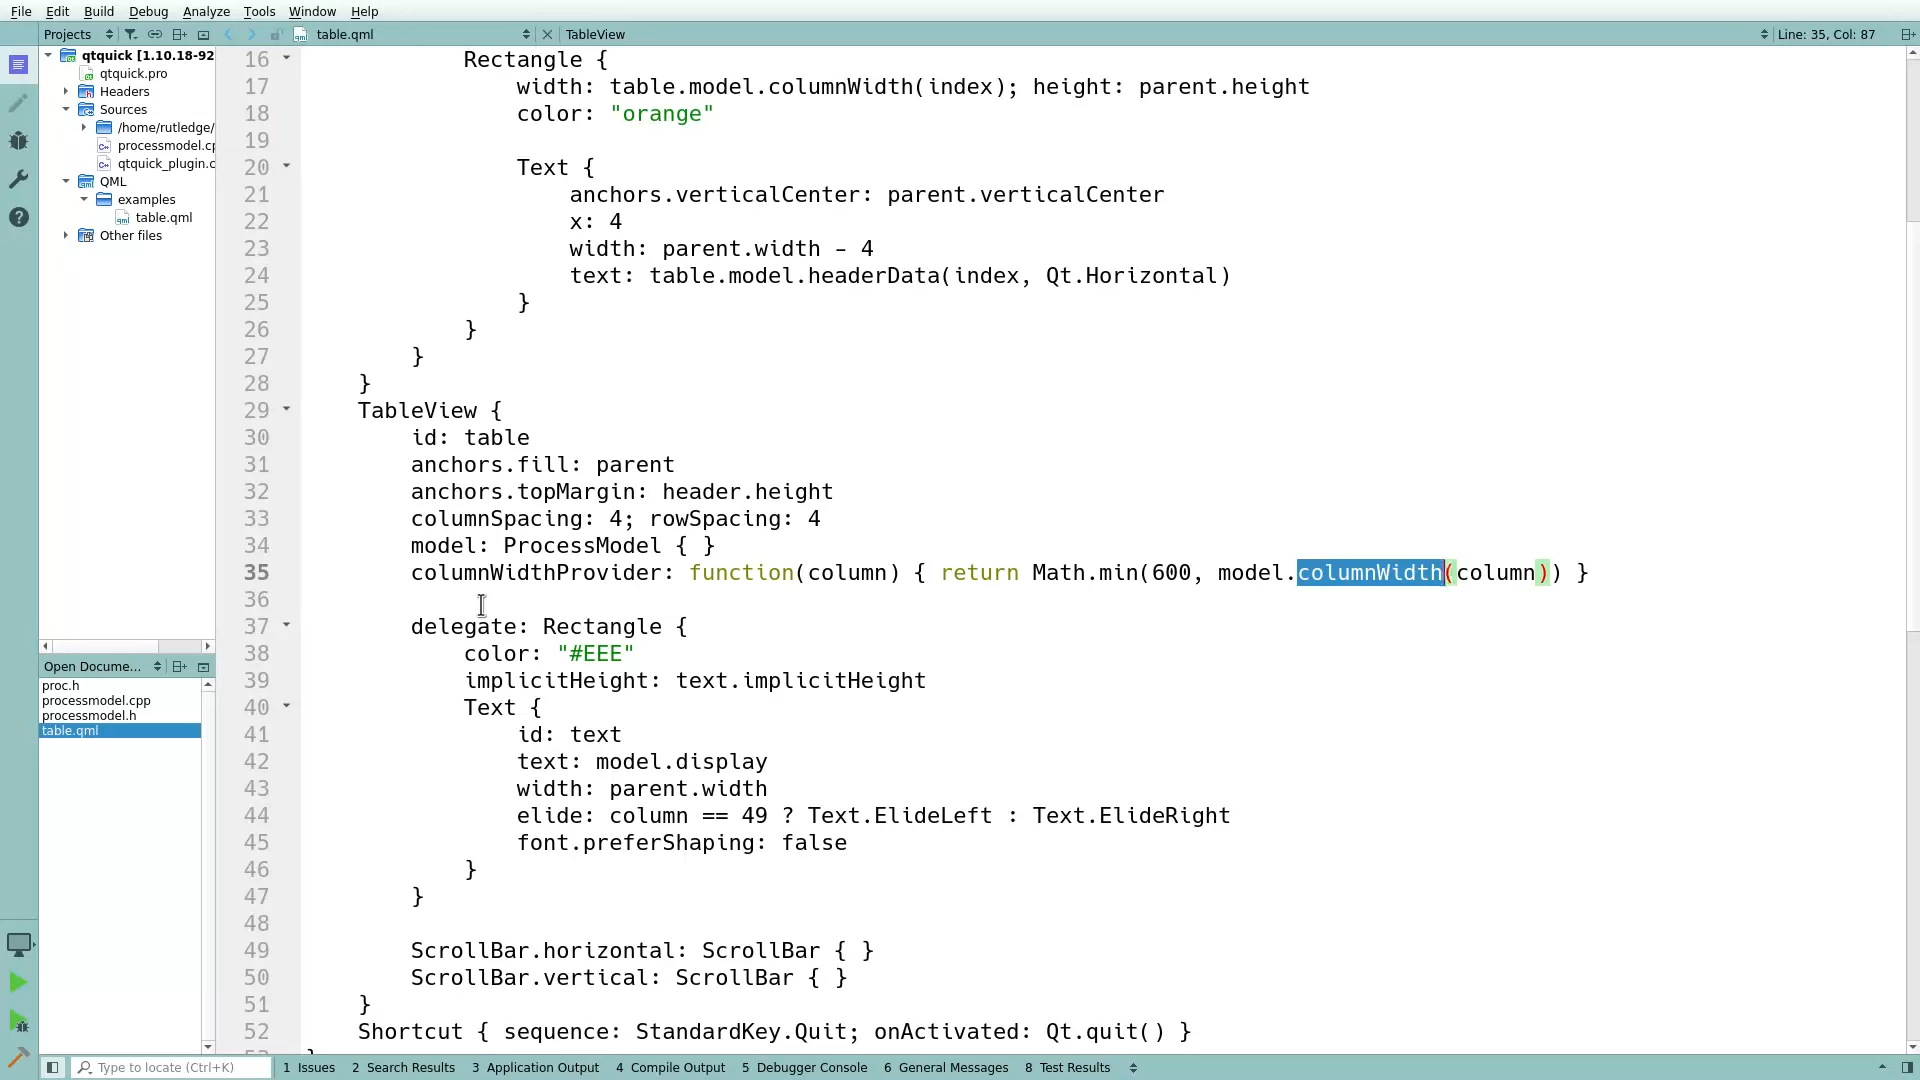 File Edit Build Debug Analyze Tools Window Help
Projects table.qml TableView Line: 35, Col: 87
qtquick [1.10.18-92
qtquick.pro
Headers
Sources
/home/rutledge/
processmodel.cp
qtquick_plugin.c
QML
examples
table.qml
Other files
Open Docume...
proc.h
processmodel.cpp
processmodel.h
table.qml
16 Rectangle {
17 width: table.model.columnWidth(index); height: parent.height
18 color: "orange"
19
20 Text {
21 anchors.verticalCenter: parent.verticalCenter
22 x: 4
23 width: parent.width - 4
24 text: table.model.headerData(index, Qt.Horizontal)
25 }
26 }
27 }
28 }
29 TableView {
30 id: table
31 anchors.fill: parent
32 anchors.topMargin: header.height
33 columnSpacing: 4; rowSpacing: 4
34 model: ProcessModel { }
35 columnWidthProvider: function(column) { return Math.min(600, model.columnWidth(column)) }
36
37 delegate: Rectangle {
38 color: "#EEE"
39 implicitHeight: text.implicitHeight
40 Text {
41 id: text
42 text: model.display
43 width: parent.width
44 elide: column == 49 ? Text.ElideLeft : Text.ElideRight
45 font.preferShaping: false
46 }
47 }
48
49 ScrollBar.horizontal: ScrollBar { }
50 ScrollBar.vertical: ScrollBar { }
51 }
52 Shortcut { sequence: StandardKey.Quit; onActivated: Qt.quit() }
Type to locate (Ctrl+K) 1 Issues 2 Search Results 3 Application Output 4 Compile Output 5 Debugger Console 6 General Messages 8 Test Results